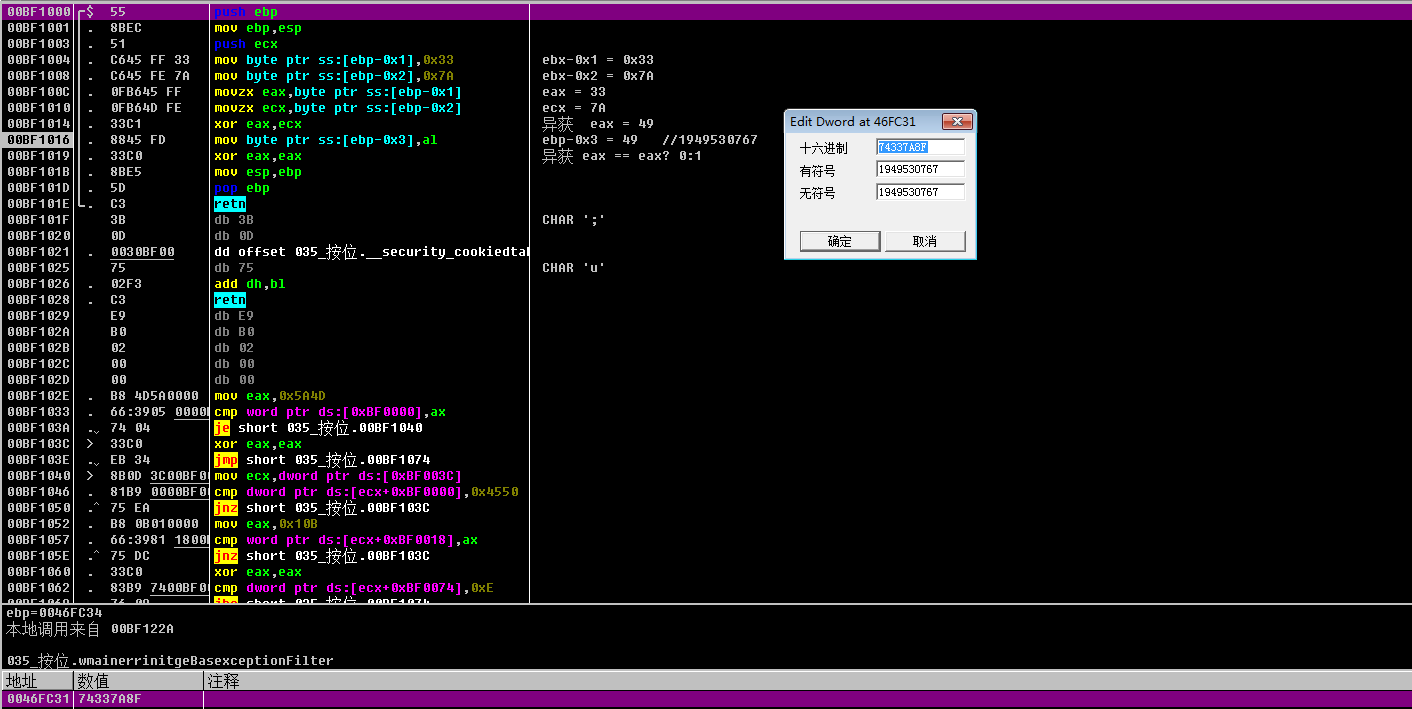 00BF1000 $ 55 push ebp
00BF1001 . 8BEC mov ebp,esp
00BF1003 . 51 push ecx
00BF1004 . C645 FF 33 mov byte ptr ss:[ebp-0x1],0x33 ebx-0x1 = 0x33
00BF1008 . C645 FE 7A mov byte ptr ss:[ebp-0x2],0x7A ebx-0x2 = 0x7A
00BF100C . 0FB645 FF movzx eax,byte ptr ss:[ebp-0x1] eax = 33
00BF1010 . 0FB64D FE movzx ecx,byte ptr ss:[ebp-0x2] ecx = 7A
00BF1014 . 33C1 xor eax,ecx 异获 eax = 49
00BF1016 . 8845 FD mov byte ptr ss:[ebp-0x3],al ebp-0x3 = 49 //1949530767
00BF1019 . 33C0 xor eax,eax 异获 eax == eax? 0:1
00BF101B . 8BE5 mov esp,ebp
00BF101D . 5D pop ebp
00BF101E . C3 retn
00BF101F 3B db 3B CHAR ';'
00BF1020 0D db 0D
00BF1021 . 0030BF00 dd offset 035_按位.__security_cookiedtal
00BF1025 75 db 75 CHAR 'u'
00BF1026 . 02F3 add dh,bl
00BF1028 . C3 retn
00BF1029 E9 db E9
00BF102A B0 db B0
00BF102B 02 db 02
00BF102C 00 db 00
00BF102D 00 db 00
00BF102E . B8 4D5A0000 mov eax,0x5A4D
00BF1033 . 66:3905 0000 cmp word ptr ds:[0xBF0000],ax
00BF103A .ˬ 74 04 je short 035_按位.00BF1040
00BF103C > 33C0 xor eax,eax
00BF103E .ˬ EB 34 jmp short 035_按位.00BF1074
00BF1040 > 8B0D 3C00BF0 mov ecx,dword ptr ds:[0xBF003C]
00BF1046 . 81B9 0000BF0 cmp dword ptr ds:[ecx+0xBF0000],0x4550
00BF1050 .^ 75 EA jnz short 035_按位.00BF103C
00BF1052 . B8 0B010000 mov eax,0x10B
00BF1057 . 66:3981 1800 cmp word ptr ds:[ecx+0xBF0018],ax
00BF105E .^ 75 DC jnz short 035_按位.00BF103C
00BF1060 . 33C0 xor eax,eax
00BF1062 . 83B9 7400BF0 cmp dword ptr ds:[ecx+0xBF0074],0xE
Edit Dword at 46FC31
十六进制 74337A8F
有符号 1949530767
无符号 1949530767
确定 取消
ebp=0046FC34
本地调用来自 00BF122A
035_按位.wmainerrinitgeBasexceptionFilter
地址 数值 注释
0046FC31 74337A8F